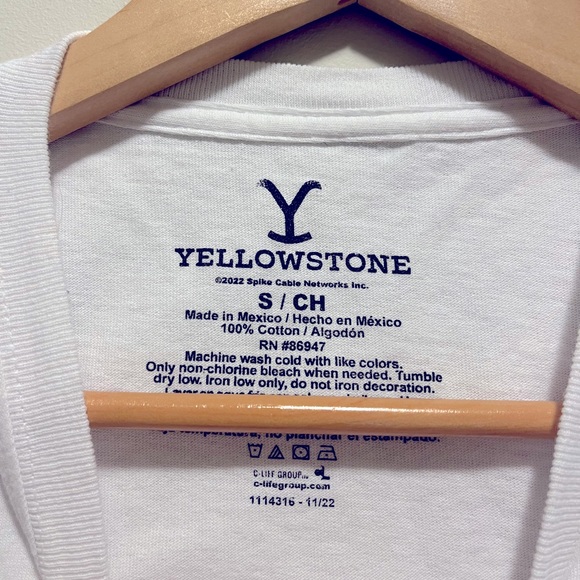 Y
YELLOWSTONE
©2022 Spike Cable Networks Inc.
S / CH
Made in Mexico / Hecho en México
100% Cotton / Algodón
RN #86947
Machine wash cold with like colors.
Only non-chlorine bleach when needed. Tumble
dry low. Iron low only, do not iron decoration.
temperatura, no planchar el estampado.
C-LIFE GROUP
c-lifegroup.com
1114316 - 11/22